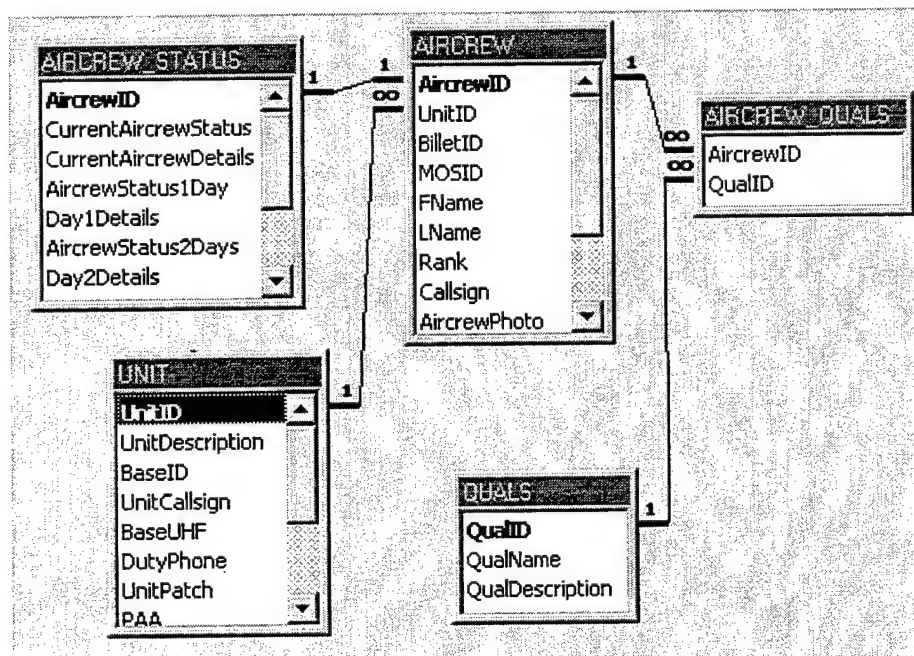 AIRCREW_STATUS
AircrewID
CurrentAircrewStatus
CurrentAircrewDetails
AircrewStatus1Day
Day1Details
AircrewStatus2Days
Day2Details
1
1
∞
AIRCREW
AircrewID
UnitID
BilletID
MOSID
FName
LName
Rank
Callsign
AircrewPhoto
1
∞
∞
AIRCREW_QUALS
AircrewID
QualID
UNIT
UnitID
UnitDescription
BaseID
UnitCallsign
BaseUHF
DutyPhone
UnitPatch
PAA
1
QUALS
QualID
QualName
QualDescription
1